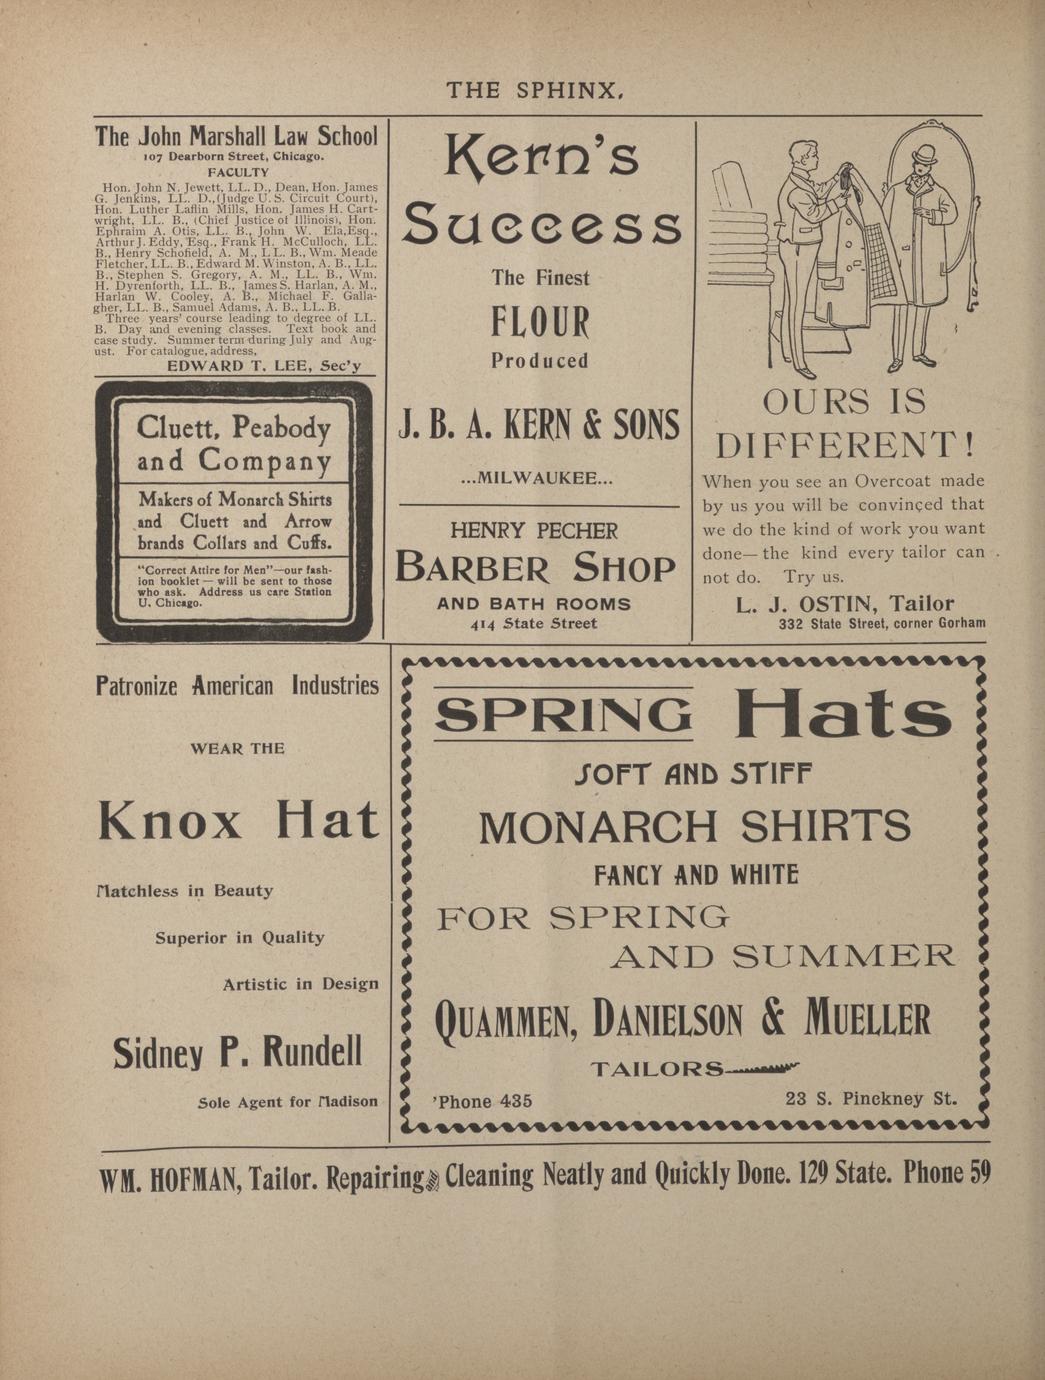 THE SPHINX.
The John Marshall Law School
107 Dearborn Street, Chicago.
FACULTY
Hon. John N. Jewett, LL. D., Dean, Hon. James
G. Jenkins, LL. D.,(Judge U. S. Circuit Court),
Hon. Luther Laflin Mills, Hon. James H. Cart-
wright, LL. B., (Chief Justice of Illinois), Hon.
Ephraim A. Otis, LL. B., John W. Ela,Esq.,
Arthur J. Eddy, Esq., Frank H. McCulloch, LL.
B., Henry Schofield, A. M., L L. B., Wm. Meade
Fletcher, LL. B., Edward M. Winston, A. B., LL.
B., Stephen S. Gregory, A. M., LL. B., Wm.
H. Dyrenforth, LL. B., James S. Harlan, A. M.,
Harlan W. Cooley, A. B., Michael F. Galla-
gher, LL. B., Samuel Adams, A. B., LL. B.
Three years' course leading to degree of LL.
B. Day and evening classes. Text book and
case study. Summer term during July and Aug-
ust. For catalogue, address,
EDWARD T. LEE, Sec'y
Cluett, Peabody
and Company
Makers of Monarch Shirts
and Cluett and Arrow
brands Collars and Cuffs.
"Correct Attire for Men"—our fash-
ion booklet — will be sent to those
who ask. Address us care Station
U, Chicago.
Kern's
Success
The Finest
FLOUR
Produced
J. B. A. KERN & SONS
...MILWAUKEE...
HENRY PECHER
BARBER SHOP
AND BATH ROOMS
414 State Street
OURS IS
DIFFERENT!
When you see an Overcoat made
by us you will be convinced that
we do the kind of work you want
done—the kind every tailor can
not do. Try us.
L. J. OSTIN, Tailor
332 State Street, corner Gorham
Patronize American Industries
WEAR THE
Knox Hat
Matchless in Beauty
Superior in Quality
Artistic in Design
Sidney P. Rundell
Sole Agent for Madison
SPRING Hats
SOFT AND STIFF
MONARCH SHIRTS
FANCY AND WHITE
FOR SPRING
AND SUMMER
QUAMMEN, DANIELSON & MUELLER
TAILORS
'Phone 435
23 S. Pinckney St.
WM. HOFMAN, Tailor. Repairing & Cleaning Neatly and Quickly Done. 129 State. Phone 59